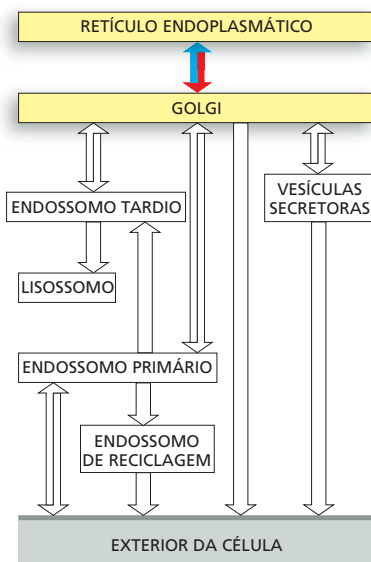 RETÍCULO ENDOPLASMÁTICO
GOLGI
ENDOSSOMO TARDIO
VESÍCULAS
SECRETORAS
LISOSSOMO
ENDOSSOMO PRIMÁRIO
ENDOSSOMO
DE RECICLAGEM
EXTERIOR DA CÉLULA